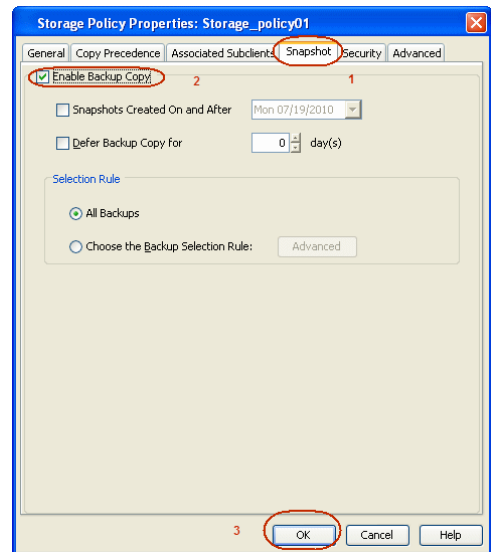 Storage Policy Properties: Storage_policy01
General Copy Precedence Associated Subclients Snapshot Security Advanced
Enable Backup Copy 2 1
Snapshots Created On and After Mon 07/19/2010
Defer Backup Copy for 0 day(s)
Selection Rule
All Backups
Choose the Backup Selection Rule: Advanced
3 OK Cancel Help